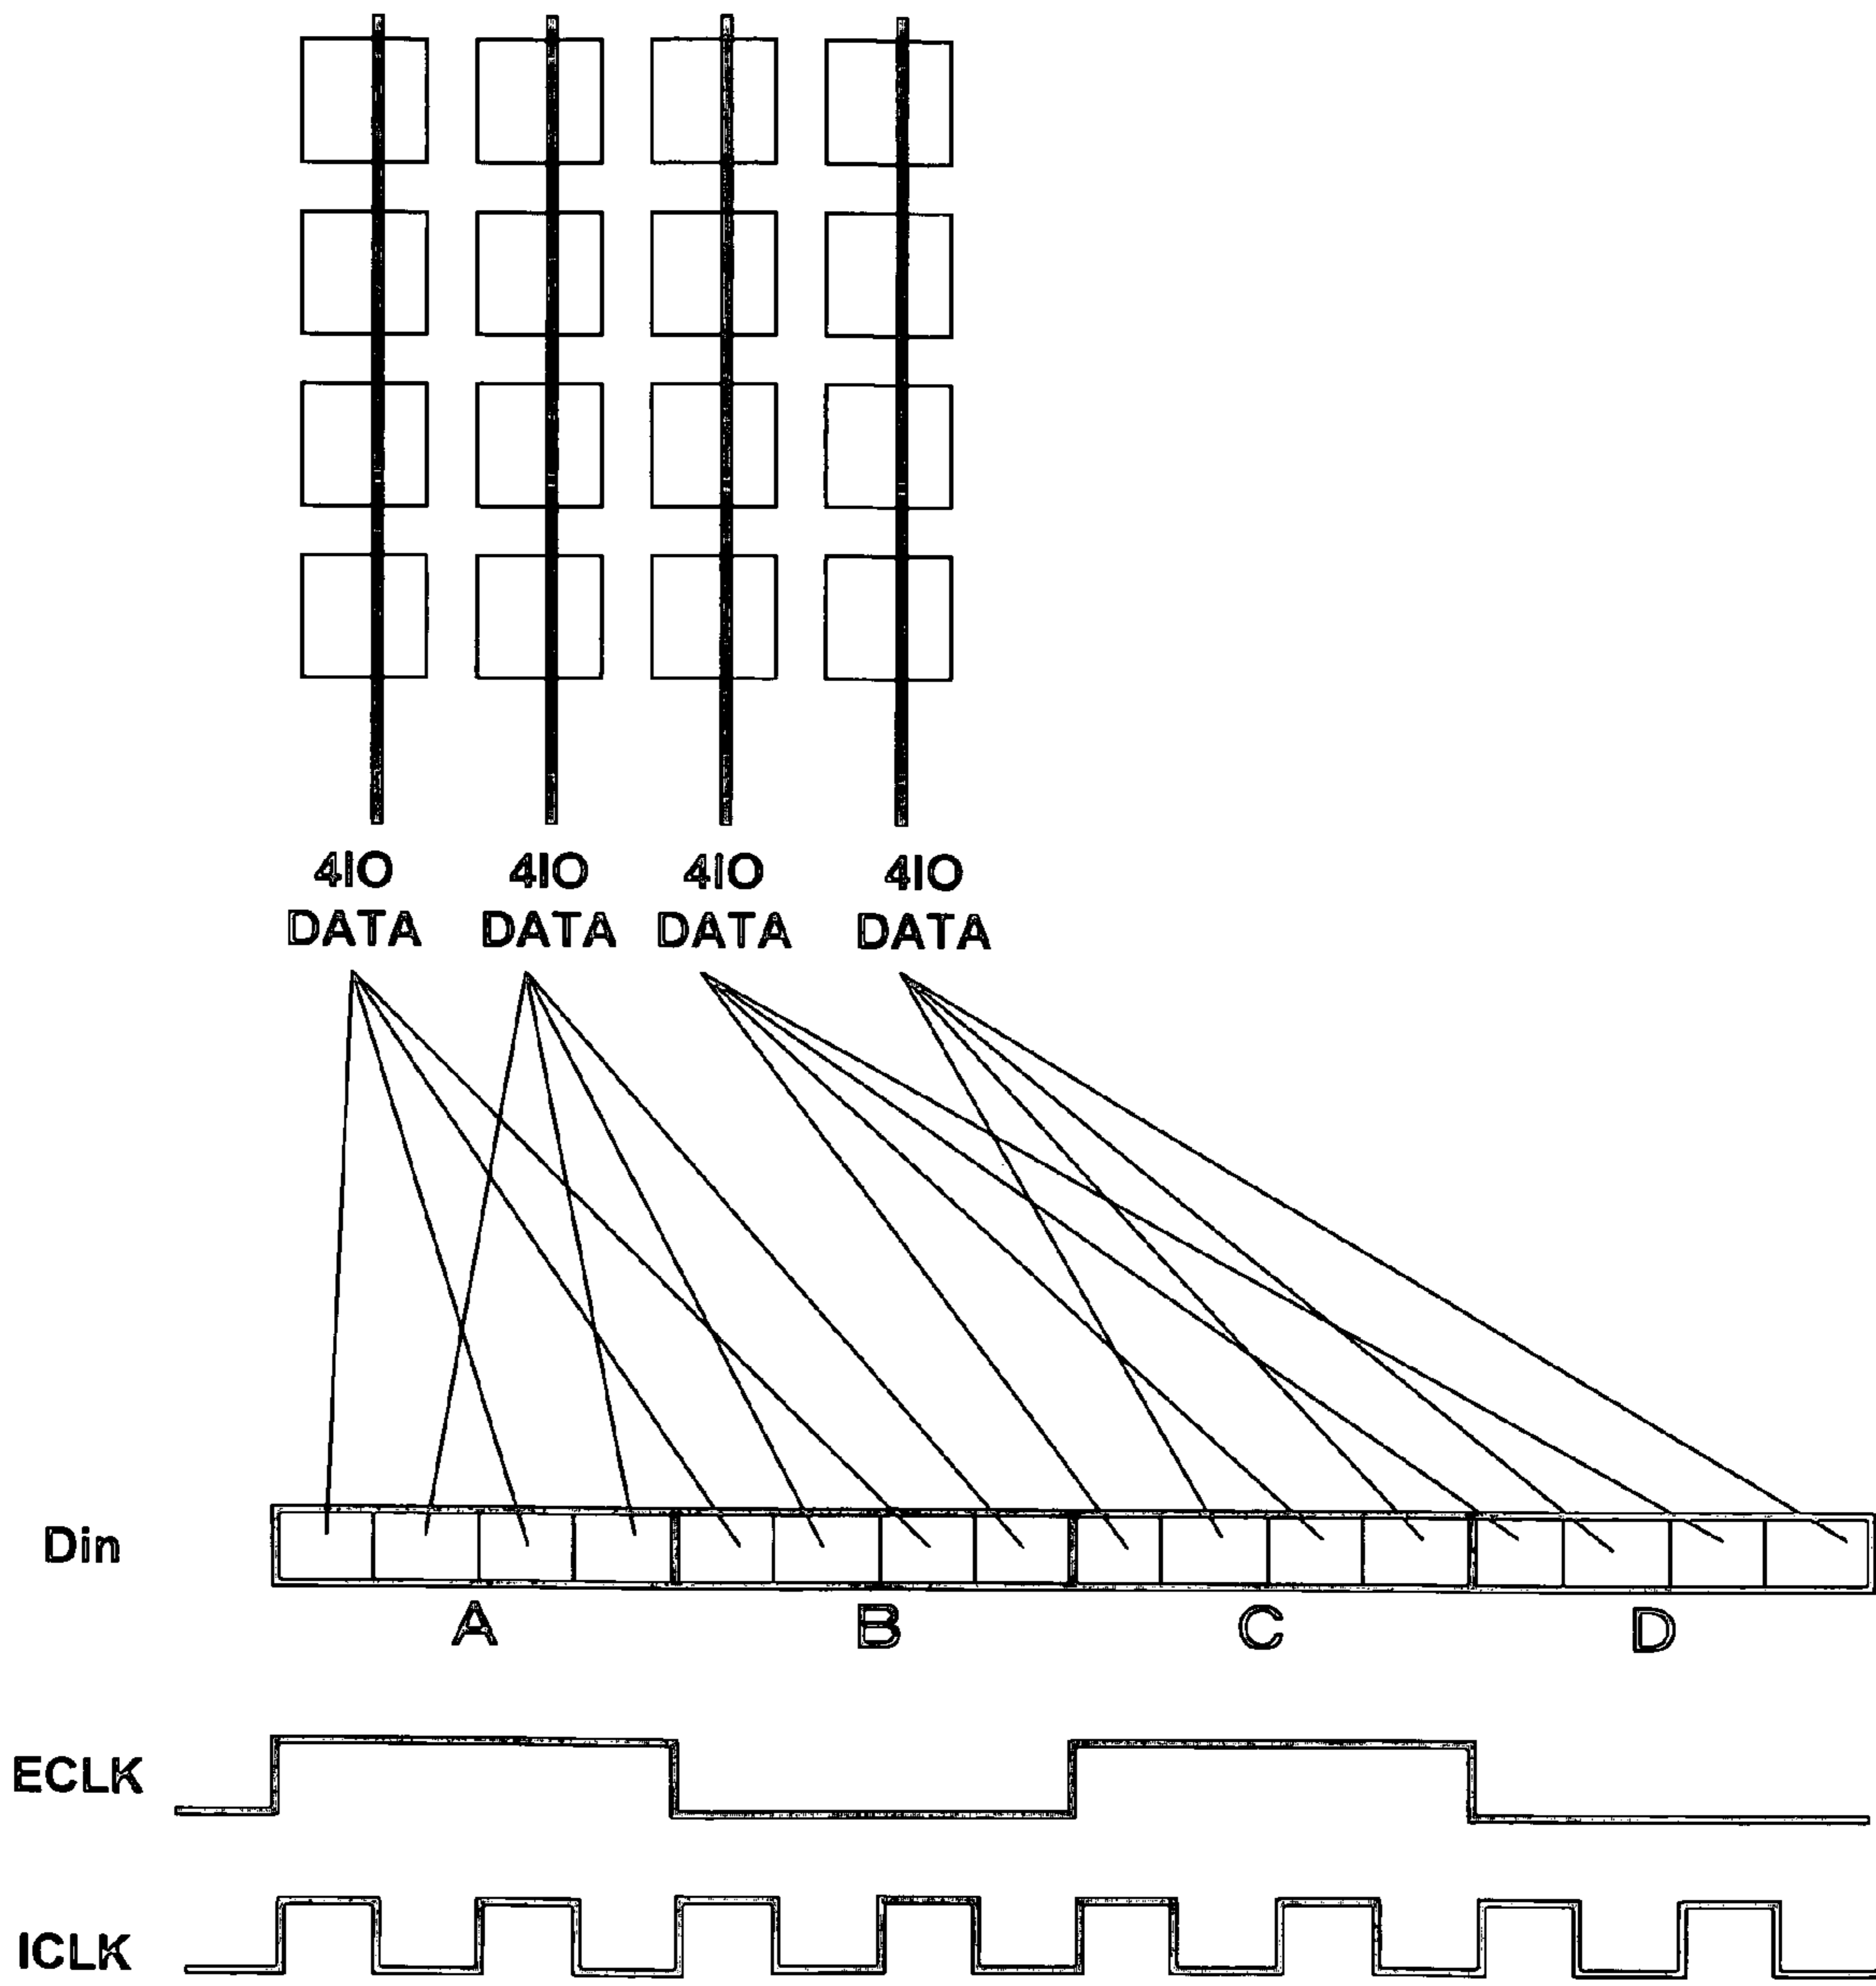 4IO 4IO 4IO 4IO
DATA DATA DATA DATA
Din
A B C D
ECLK
ICLK